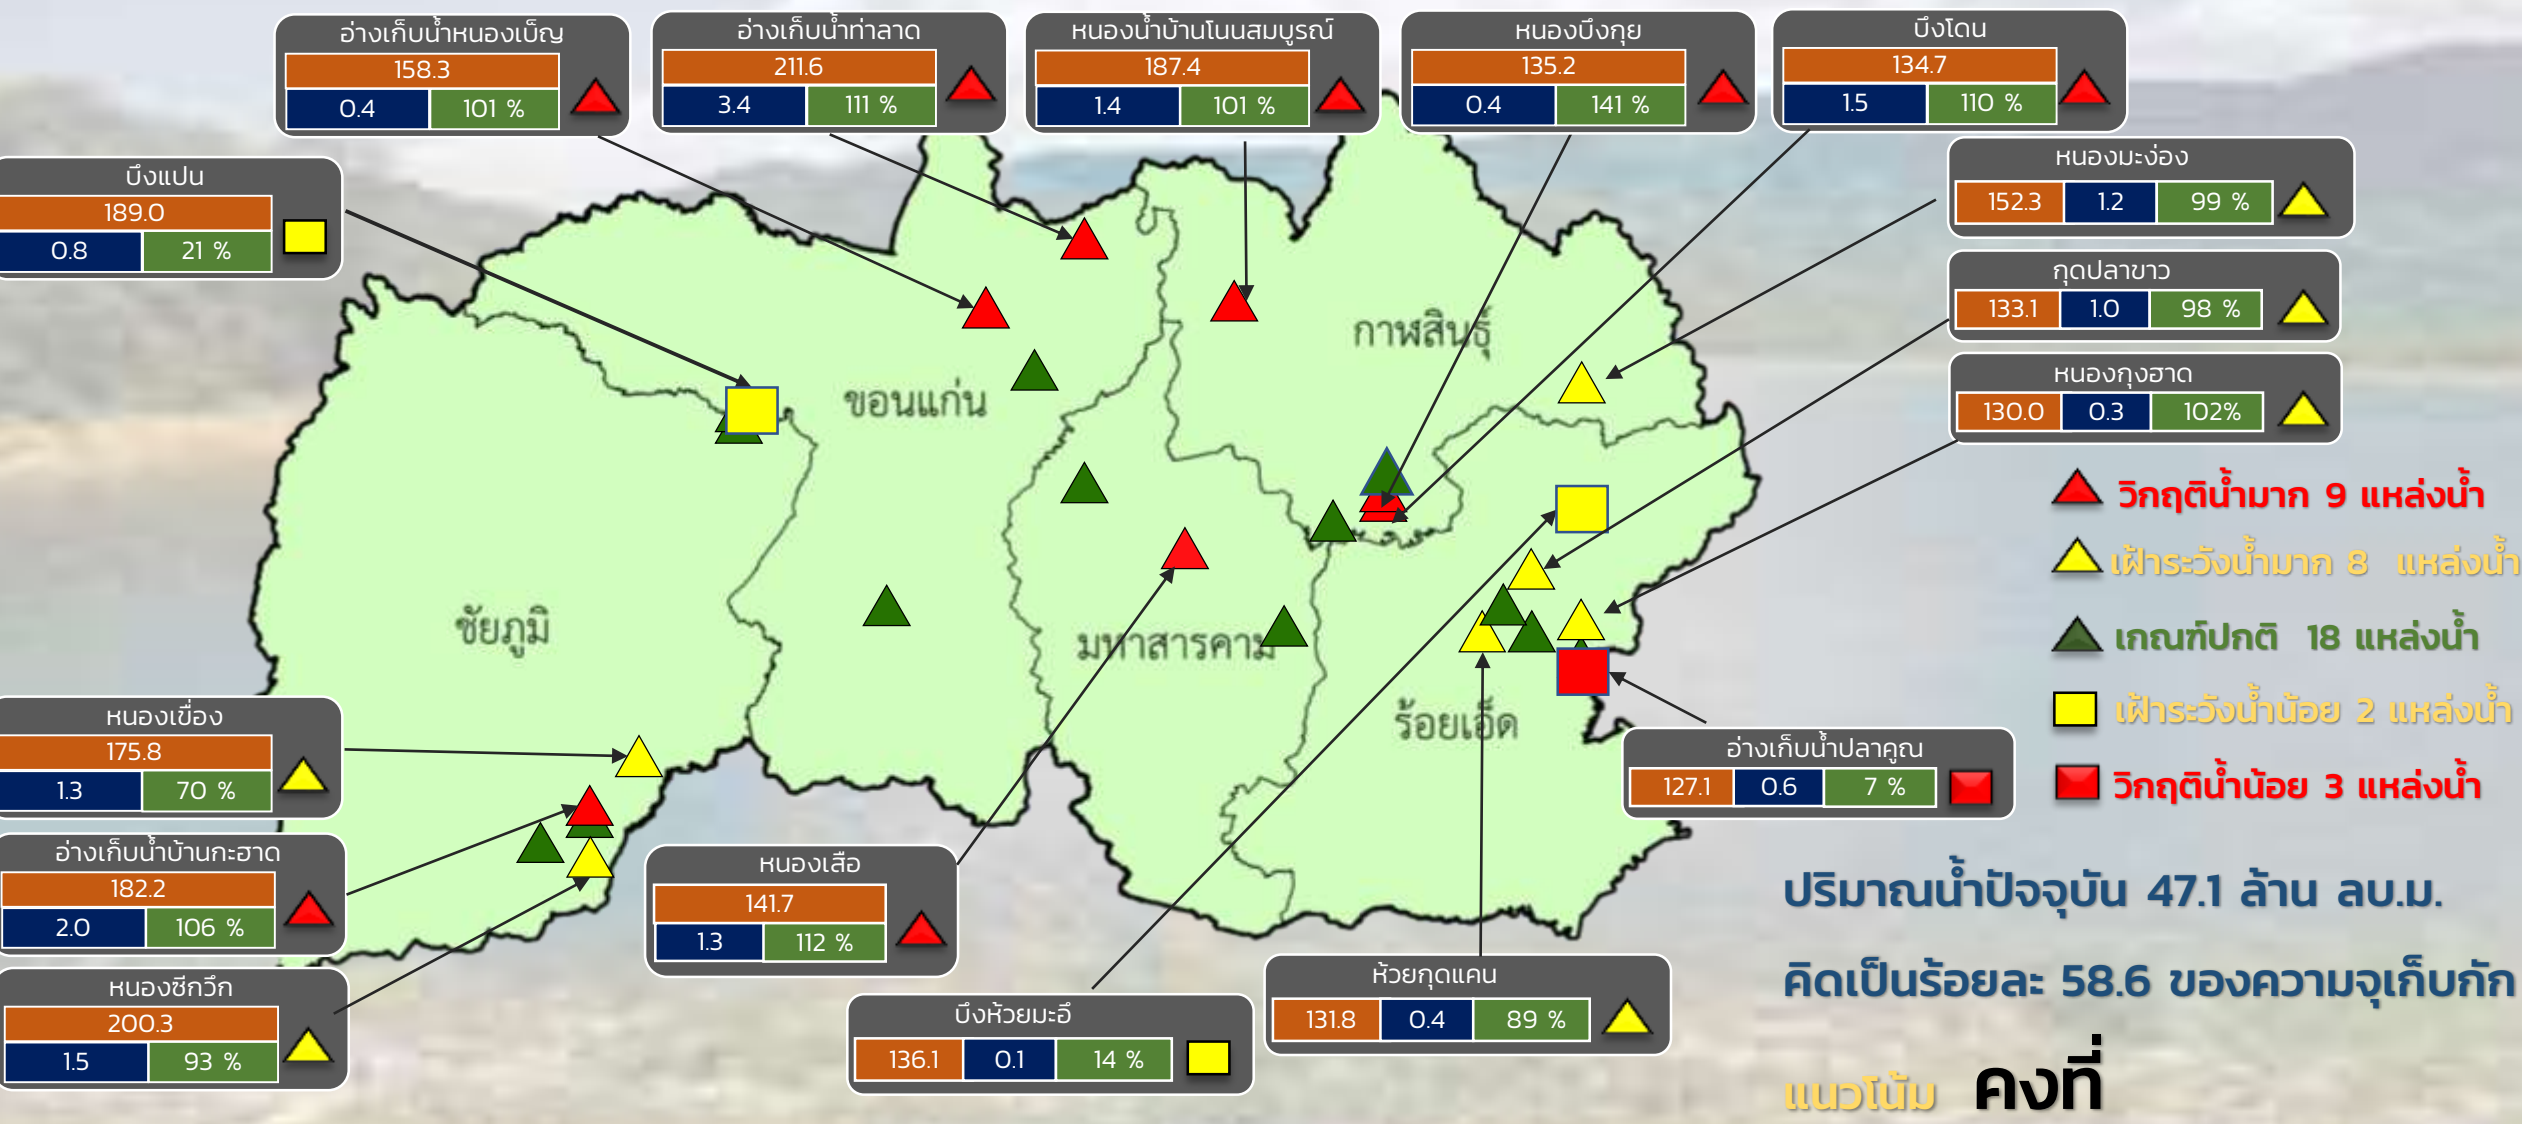 อ่างเก็บน้ำหนองเบ็ญ
158.3
0.4 101 %
อ่างเก็บน้ำท่าลาด
211.6
3.4 111 %
หนองน้ำบ้านโนนสมบูรณ์
187.4
1.4 101 %
หนองบึงกุย
135.2
0.4 141 %
บึงโดน
134.7
1.5 110 %
บึงแปน
189.0
0.8 21 %
หนองมะง่อง
152.3 1.2 99 %
กุดปลาขาว
133.1 1.0 98 %
หนองกุงฮาด
130.0 0.3 102%
กาฬสินธุ์
ขอนแก่น
ชัยภูมิ
มหาสารคาม
ร้อยเอ็ด
วิกฤติน้ำมาก 9 แหล่งน้ำ
เฝ้าระวังน้ำมาก 8 แหล่งน้ำ
เกณฑ์ปกติ 18 แหล่งน้ำ
เฝ้าระวังน้ำน้อย 2 แหล่งน้ำ
วิกฤติน้ำน้อย 3 แหล่งน้ำ
หนองเขื่อง
175.8
1.3 70 %
อ่างเก็บน้ำปลาคูณ
127.1 0.6 7 %
อ่างเก็บน้ำบ้านกะฮาด
182.2
2.0 106 %
หนองเสือ
141.7
1.3 112 %
หนองซีกวึก
200.3
1.5 93 %
บึงห้วยมะอึ
136.1 0.1 14 %
ห้วยกุดแคน
131.8 0.4 89 %
ปริมาณน้ำปัจจุบัน 47.1 ล้าน ลบ.ม.
คิดเป็นร้อยละ 58.6 ของความจุเก็บกัก
แนวโน้ม คงที่